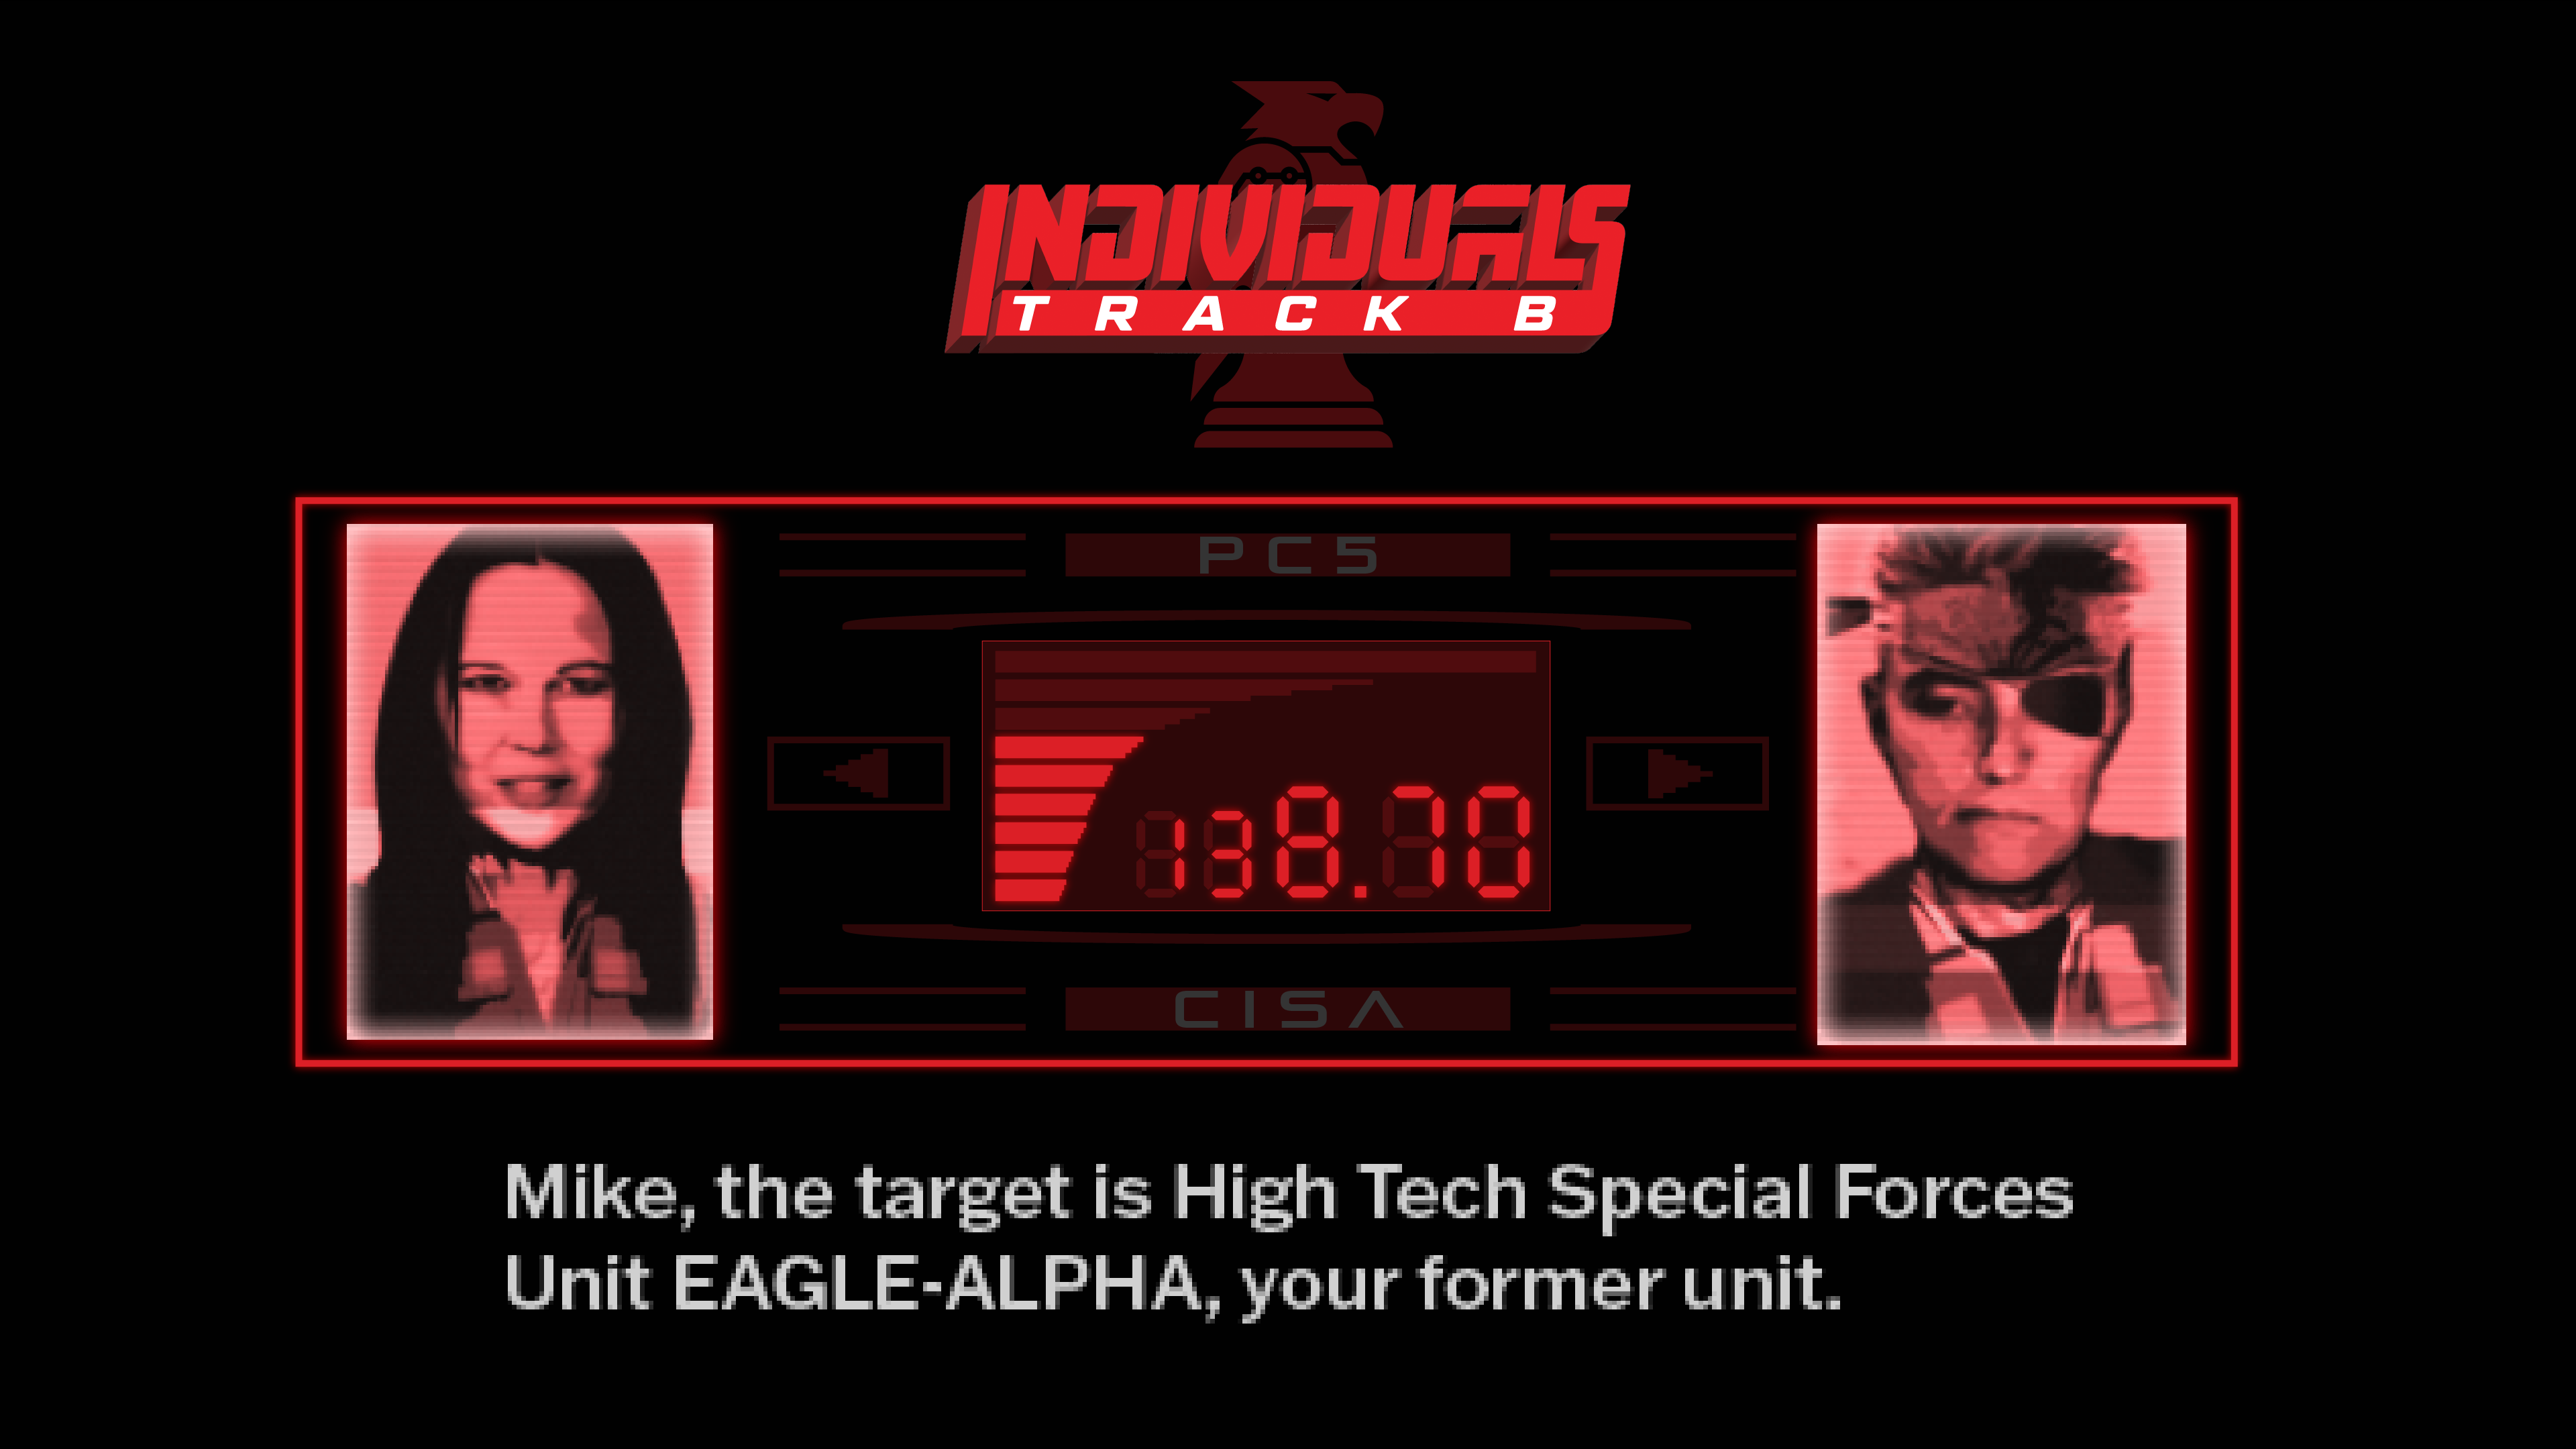 INDIVIDUALS
TRACK B
PC5
138.70
CISA
Mike, the target is High Tech Special Forces
Unit EAGLE-ALPHA, your former unit.